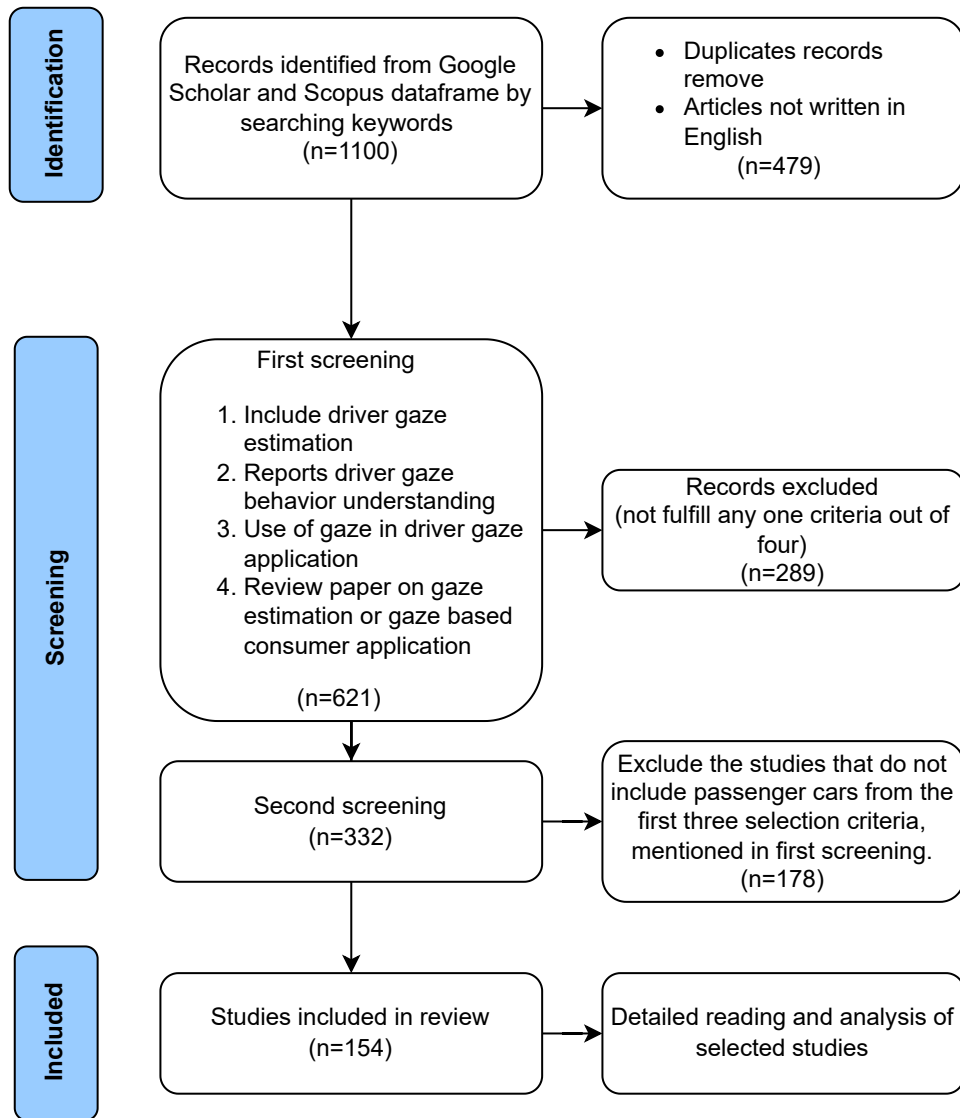 Identification
Records identified from Google
Scholar and Scopus dataframe by
searching keywords
(n=1100)
• Duplicates records
remove
• Articles not written in
English
(n=479)
Screening
First screening
1. Include driver gaze
estimation
2. Reports driver gaze
behavior understanding
3. Use of gaze in driver gaze
application
4. Review paper on gaze
estimation or gaze based
consumer application
(n=621)
Records excluded
(not fulfill any one criteria out of
four)
(n=289)
Second screening
(n=332)
Exclude the studies that do not
include passenger cars from the
first three selection criteria,
mentioned in first screening.
(n=178)
Included
Studies included in review
(n=154)
Detailed reading and analysis of
selected studies